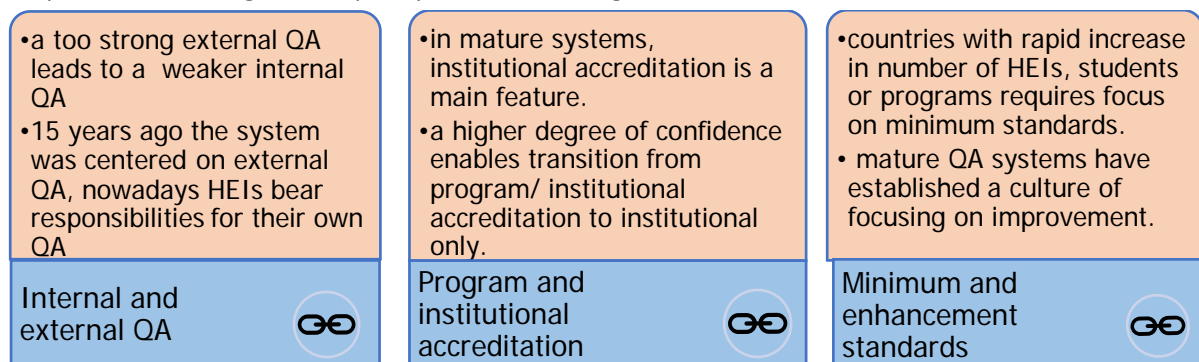 •a too strong external QA
leads to a weaker internal
QA
•15 years ago the system
was centered on external
QA, nowadays HEIs bear
responsibilities for their own
QA
Internal and
external QA
•in mature systems,
institutional accreditation is a
main feature.
•a higher degree of confidence
enables transition from
program/ institutional
accreditation to institutional
only.
Program and
institutional
accreditation
•countries with rapid increase
in number of HEIs, students
or programs requires focus
on minimum standards.
• mature QA systems have
established a culture of
focusing on improvement.
Minimum and
enhancement
standards